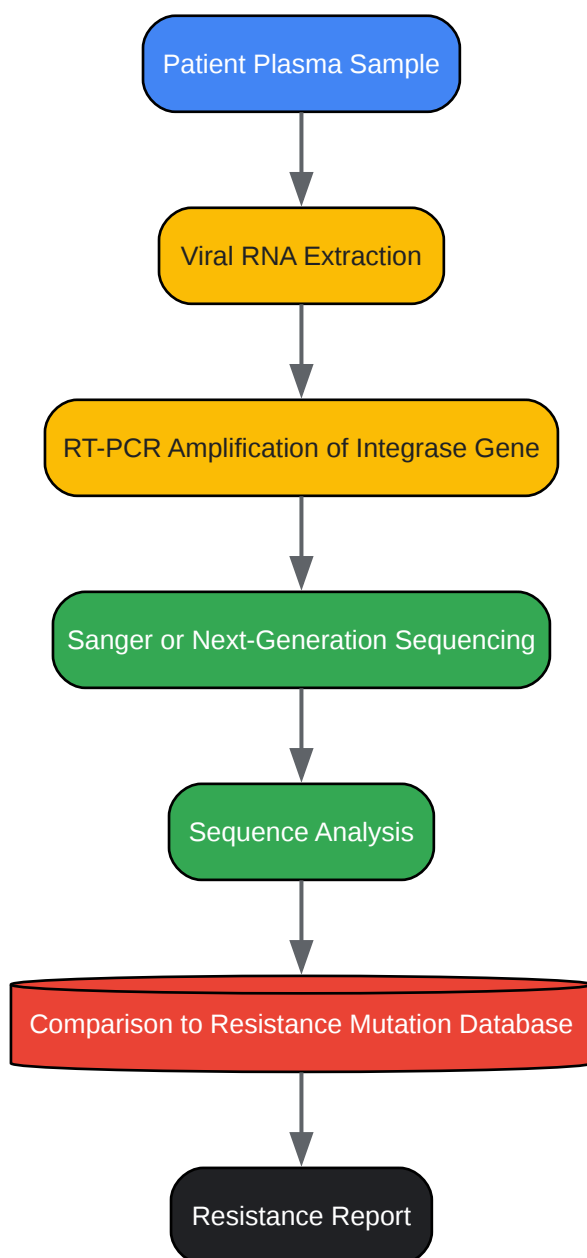 Patient Plasma Sample
Viral RNA Extraction
RT-PCR Amplification of Integrase Gene
Sanger or Next-Generation Sequencing
Sequence Analysis
Comparison to Resistance Mutation Database
Resistance Report